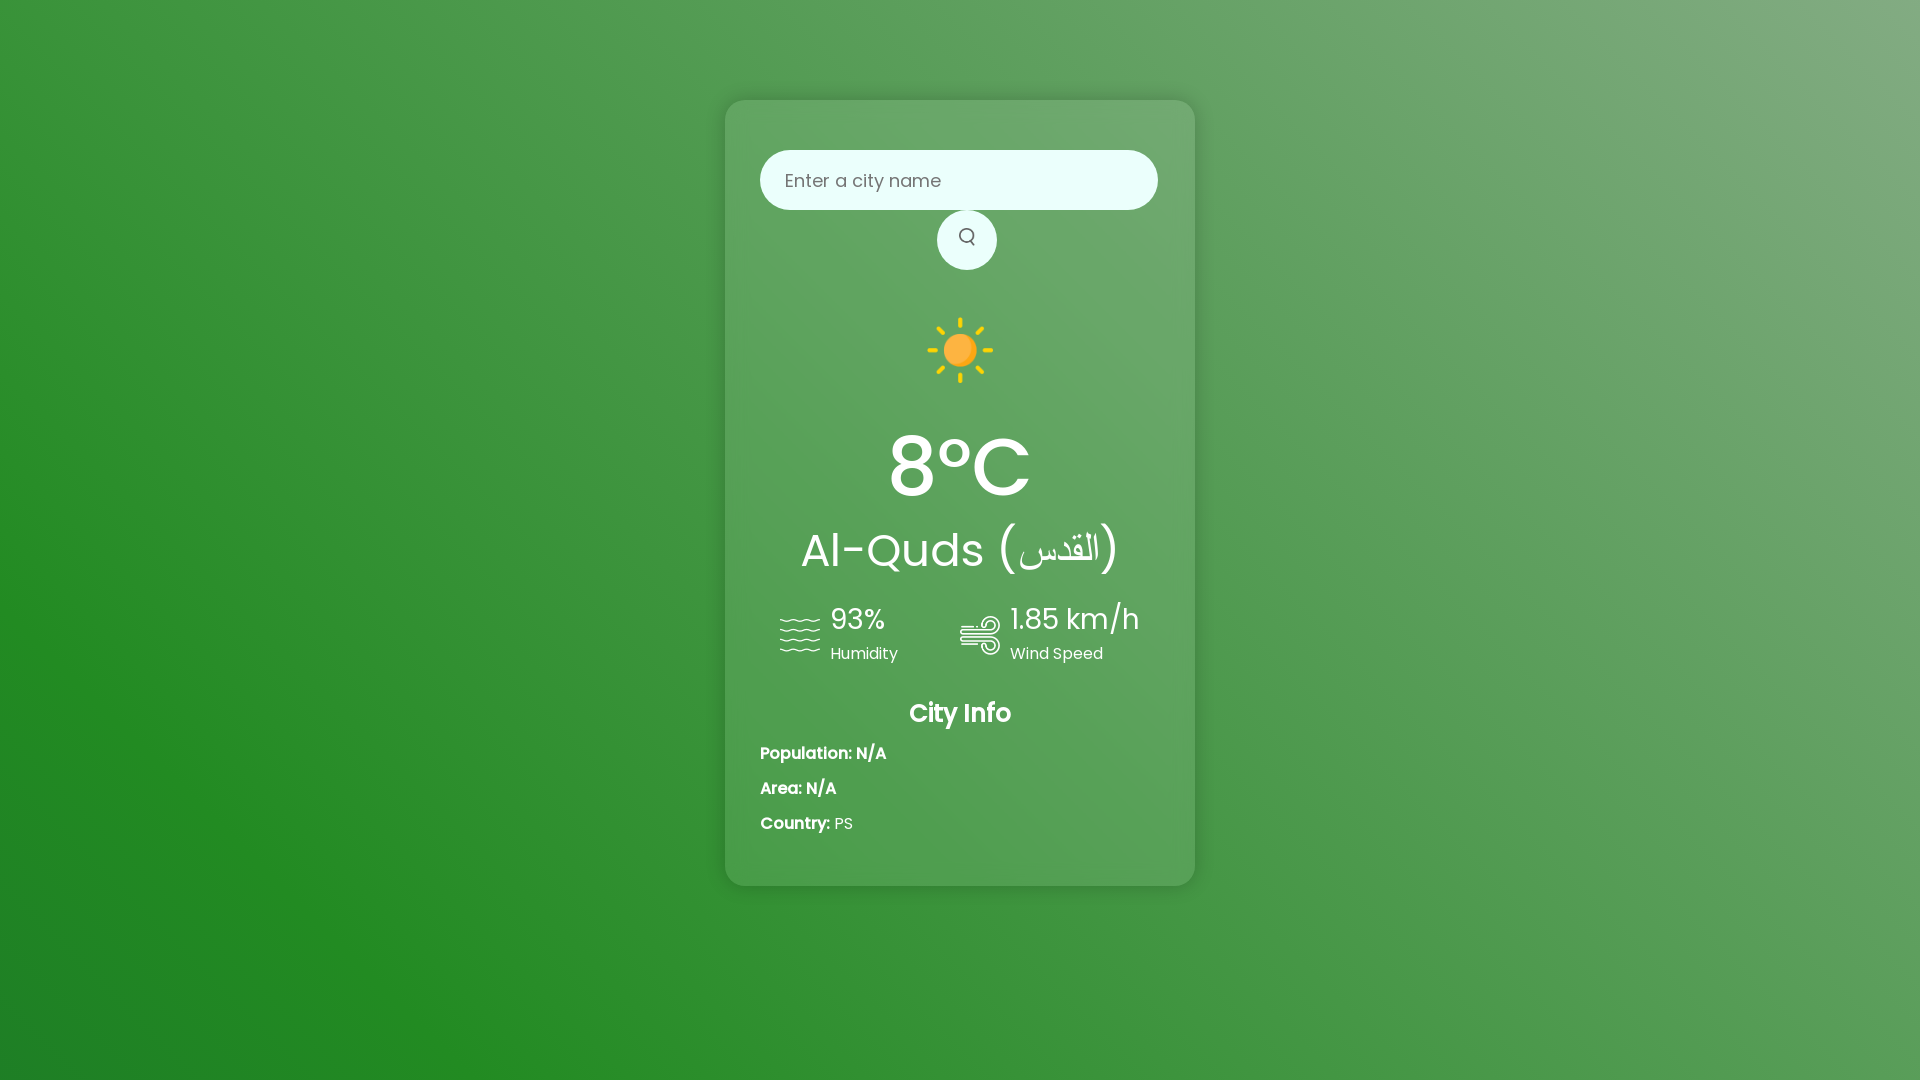 Enter a city name
8°C
Al-Quds (القدس)
93%
Humidity
1.85 km/h
Wind Speed
City Info
Population: N/A
Area: N/A
Country: PS